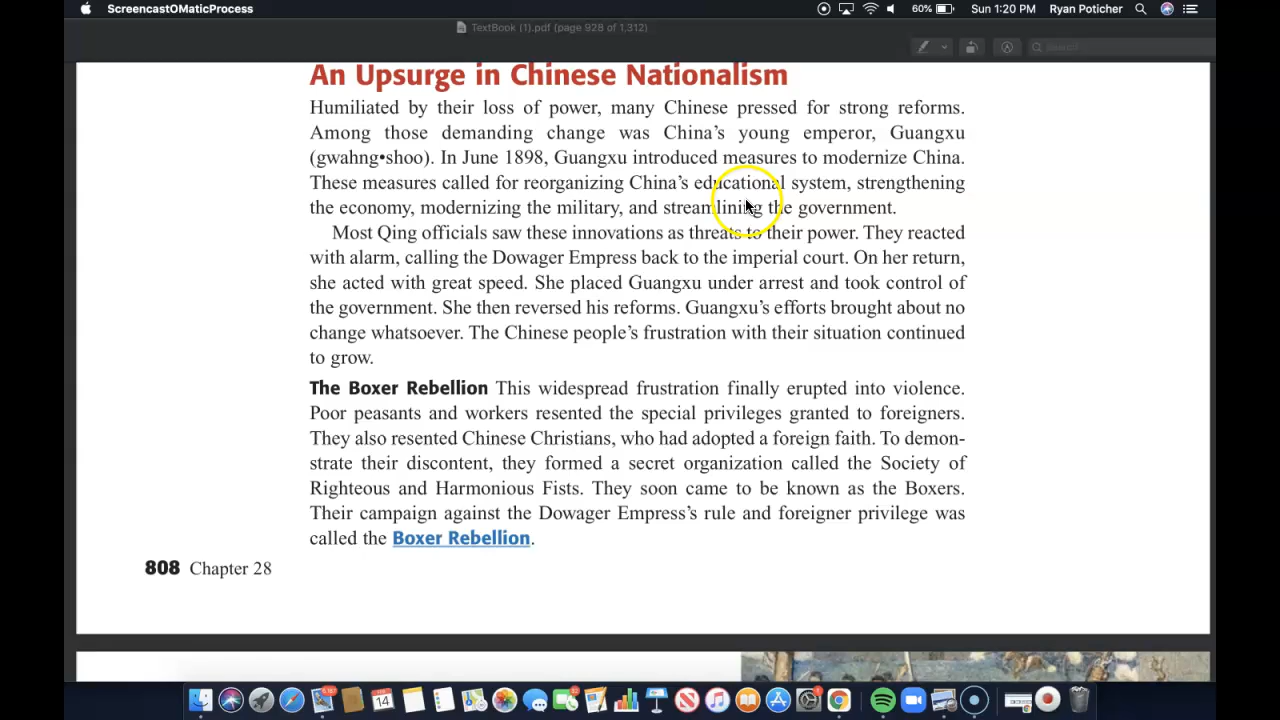 ScreencastOMaticProcess 60% Sun 1:20 PM Ryan Poticher
TextBook (1).pdf (page 928 of 1,312)
Search
An Upsurge in Chinese Nationalism
Humiliated by their loss of power, many Chinese pressed for strong reforms.
Among those demanding change was China's young emperor, Guangxu
(gwahng•shoo). In June 1898, Guangxu introduced measures to modernize China.
These measures called for reorganizing China's educational system, strengthening
the economy, modernizing the military, and streamlining the government.
Most Qing officials saw these innovations as threats to their power. They reacted
with alarm, calling the Dowager Empress back to the imperial court. On her return,
she acted with great speed. She placed Guangxu under arrest and took control of
the government. She then reversed his reforms. Guangxu's efforts brought about no
change whatsoever. The Chinese people's frustration with their situation continued
to grow.
The Boxer Rebellion This widespread frustration finally erupted into violence.
Poor peasants and workers resented the special privileges granted to foreigners.
They also resented Chinese Christians, who had adopted a foreign faith. To demon-
strate their discontent, they formed a secret organization called the Society of
Righteous and Harmonious Fists. They soon came to be known as the Boxers.
Their campaign against the Dowager Empress's rule and foreigner privilege was
called the Boxer Rebellion.
808 Chapter 28
14